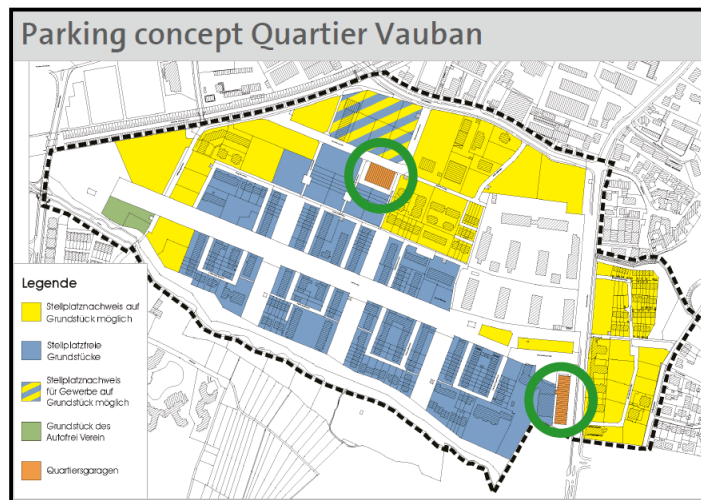 Parking concept Quartier Vauban
Legende
Stellplatznachweis auf
Grundstück möglich
Stellplatzfreie
Grundstücke
Stellplatznachweis
für Gewerbe auf
Grundstück möglich
Grundstück des
Autofrei Verein
Quartiersgaragen